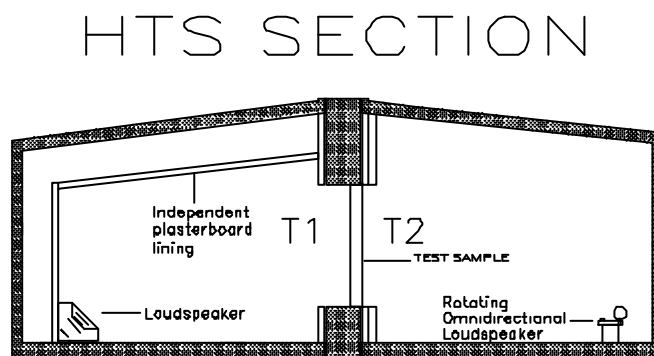 HTS SECTION
Independent
plasterboard
lining
T1
T2
TEST SAMPLE
Loudspeaker
Rotating
Omnidirectional
Loudspeaker